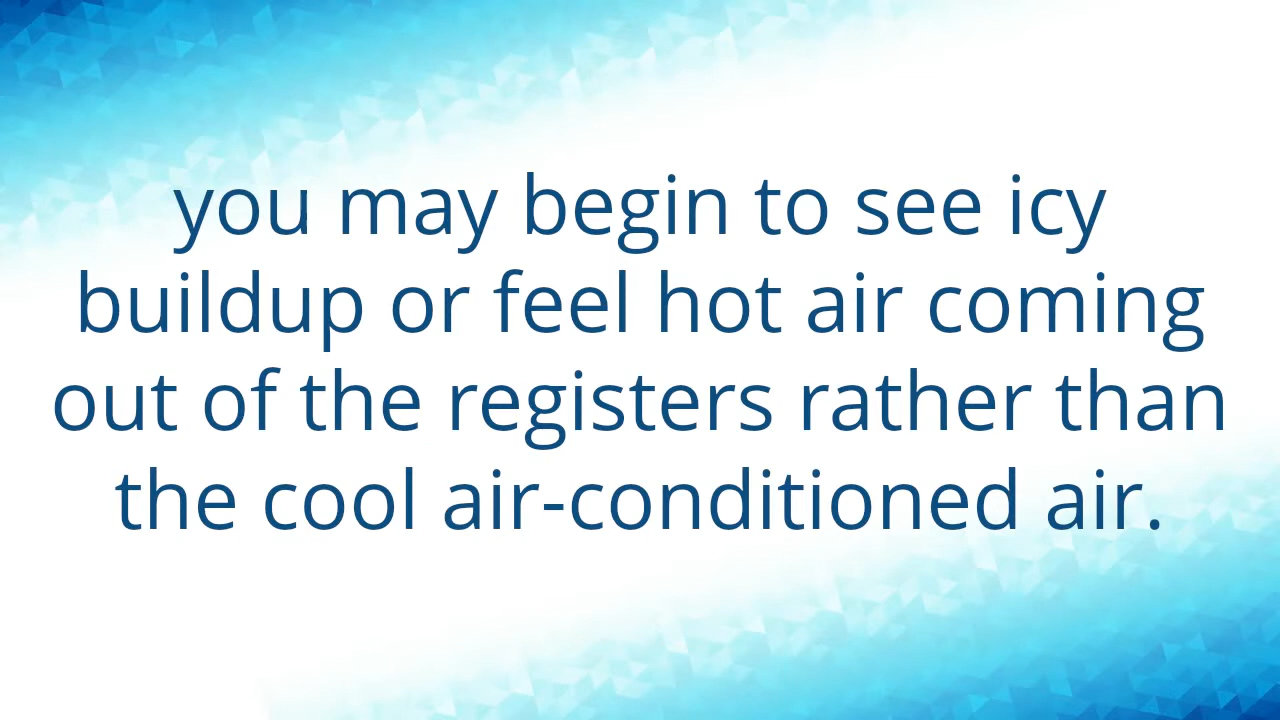 you may begin to see icy
buildup or feel hot air coming
out of the registers rather than
the cool air-conditioned air.